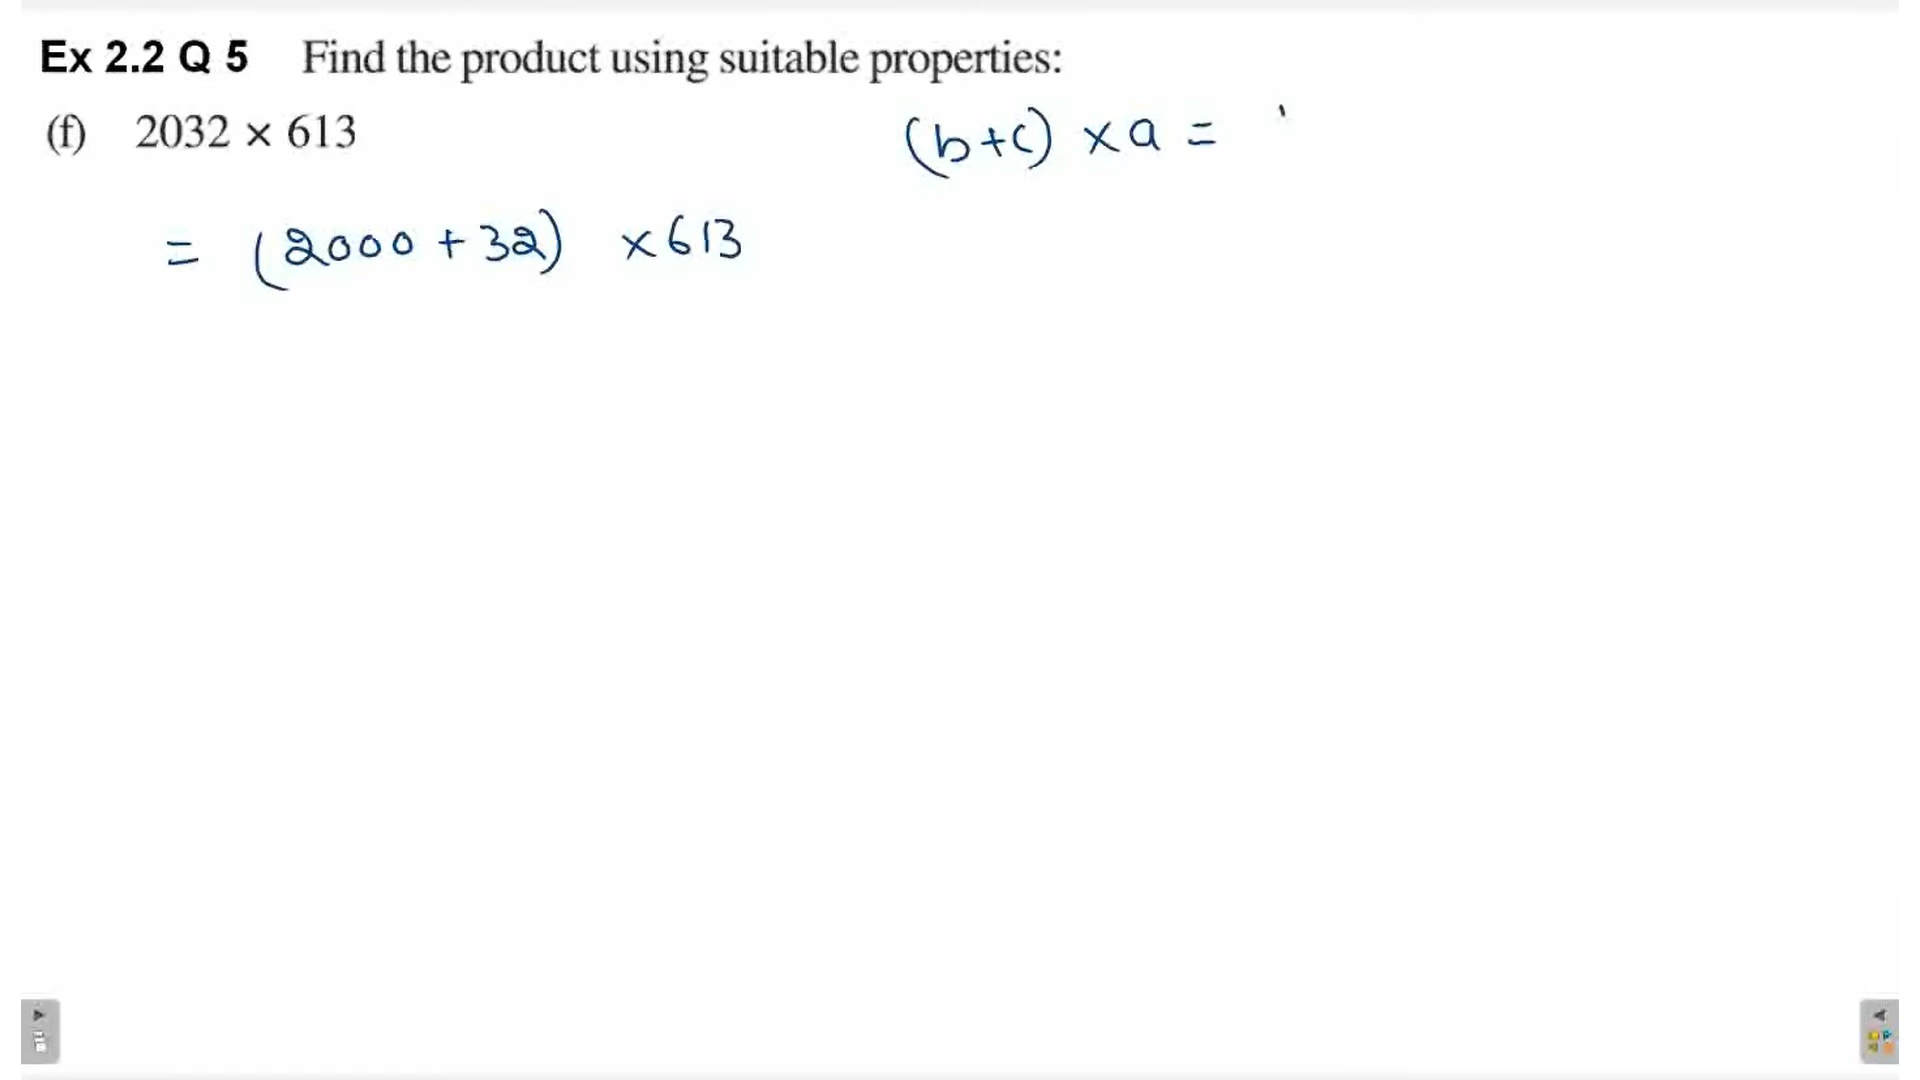 Ex 2.2 Q 5 Find the product using suitable properties:
(f) 2032 × 613
(b+c) × a =
= (2000 + 32) × 613